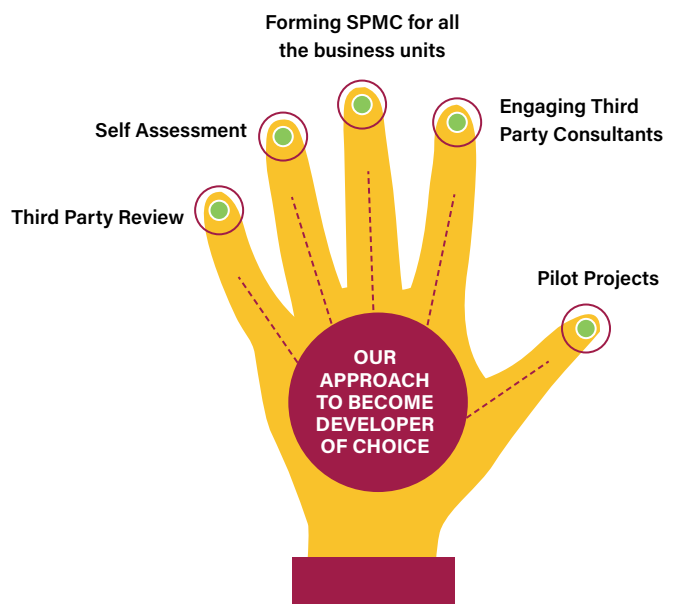 Forming SPMC for all
the business units
Self Assessment
Engaging Third
Party Consultants
Third Party Review
Pilot Projects
OUR
APPROACH
TO BECOME
DEVELOPER
OF CHOICE